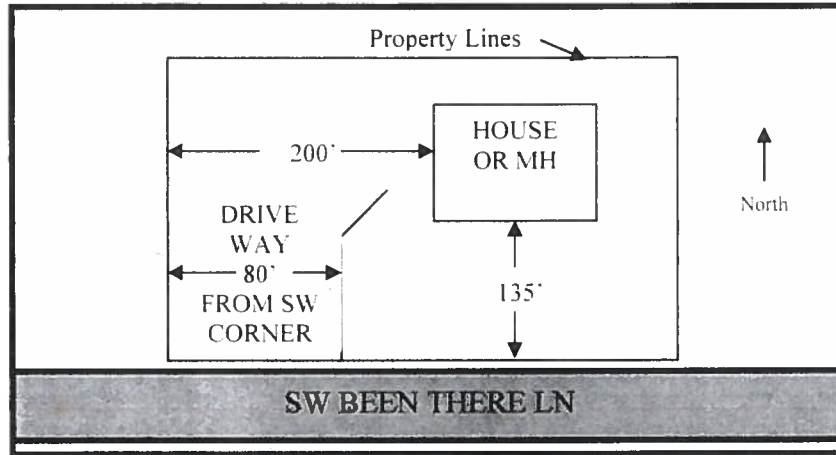 Property Lines
HOUSE
OR MH
200'
North
DRIVE
WAY
80'
FROM SW
CORNER
135'
SW BEEN THERE LN